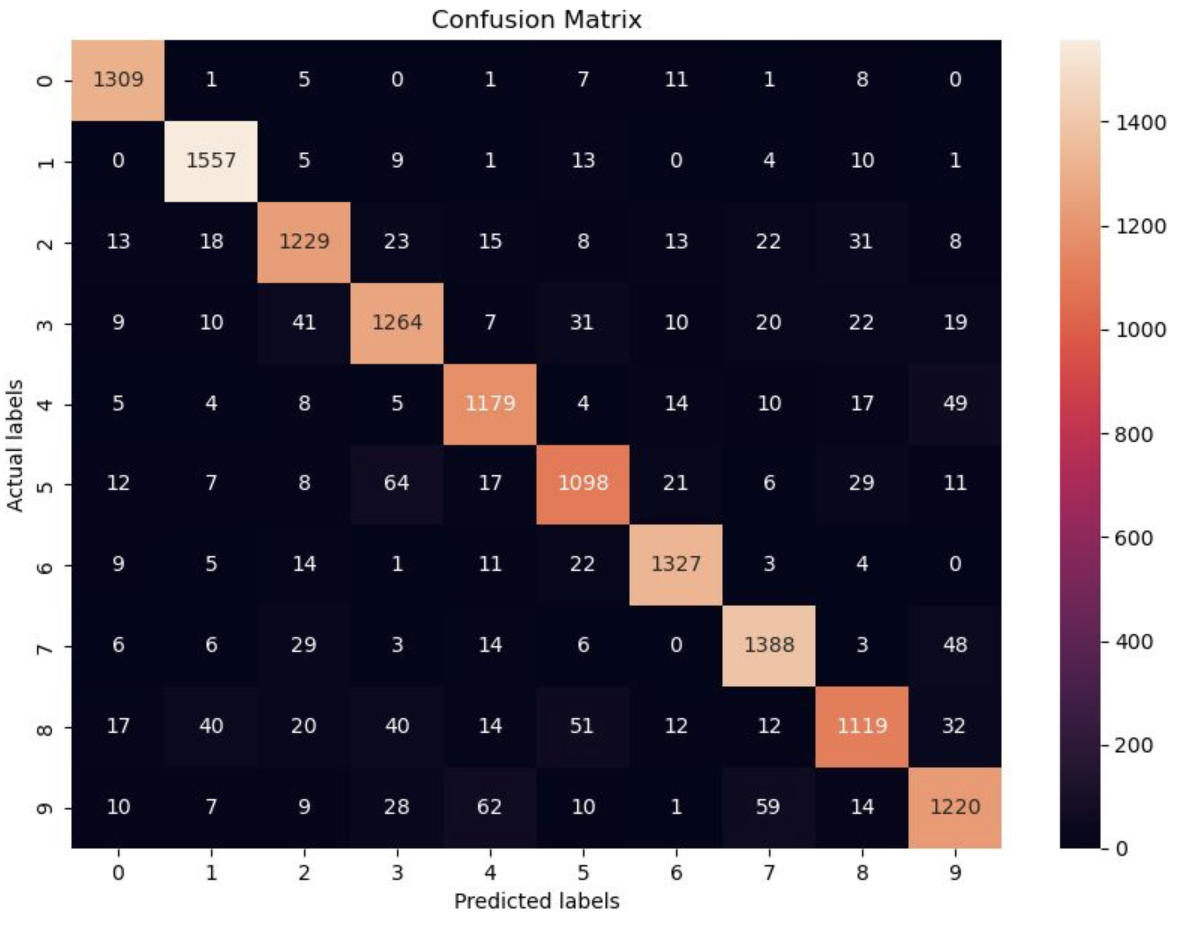 Confusion Matrix
0 1309 1 5 0 1 7 11 1 8 0
1 0 1557 5 9 1 13 0 4 10 1
2 13 18 1229 23 15 8 13 22 31 8
3 9 10 41 1264 7 31 10 20 22 19
4 5 4 8 5 1179 4 14 10 17 49
5 12 7 8 64 17 1098 21 6 29 11
6 9 5 14 1 11 22 1327 3 4 0
7 6 6 29 3 14 6 0 1388 3 48
8 17 40 20 40 14 51 12 12 1119 32
9 10 7 9 28 62 10 1 59 14 1220
0 1 2 3 4 5 6 7 8 9
Predicted labels
Actual labels
1400
1200
1000
800
600
400
200
0